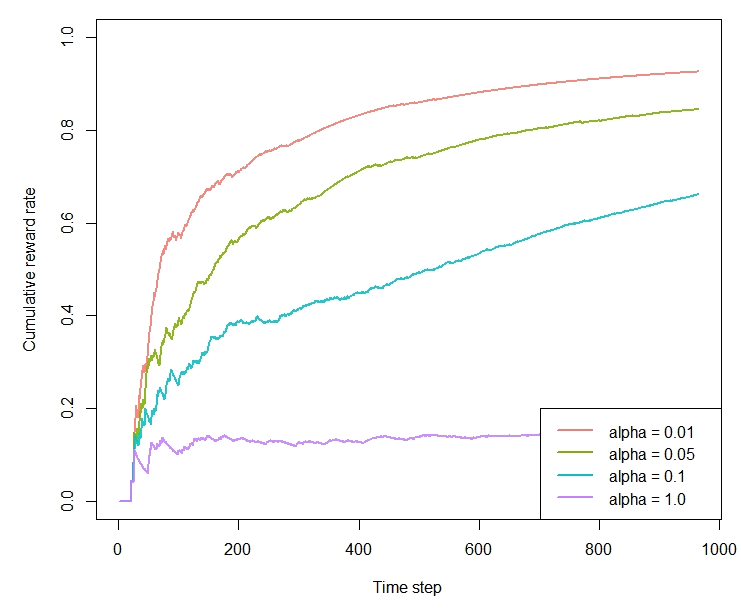 1.0
0.8
0.6
0.4
0.2
0.0
Cumulative reward rate
alpha = 0.01
alpha = 0.05
alpha = 0.1
alpha = 1.0
0 200 400 600 800 1000
Time step